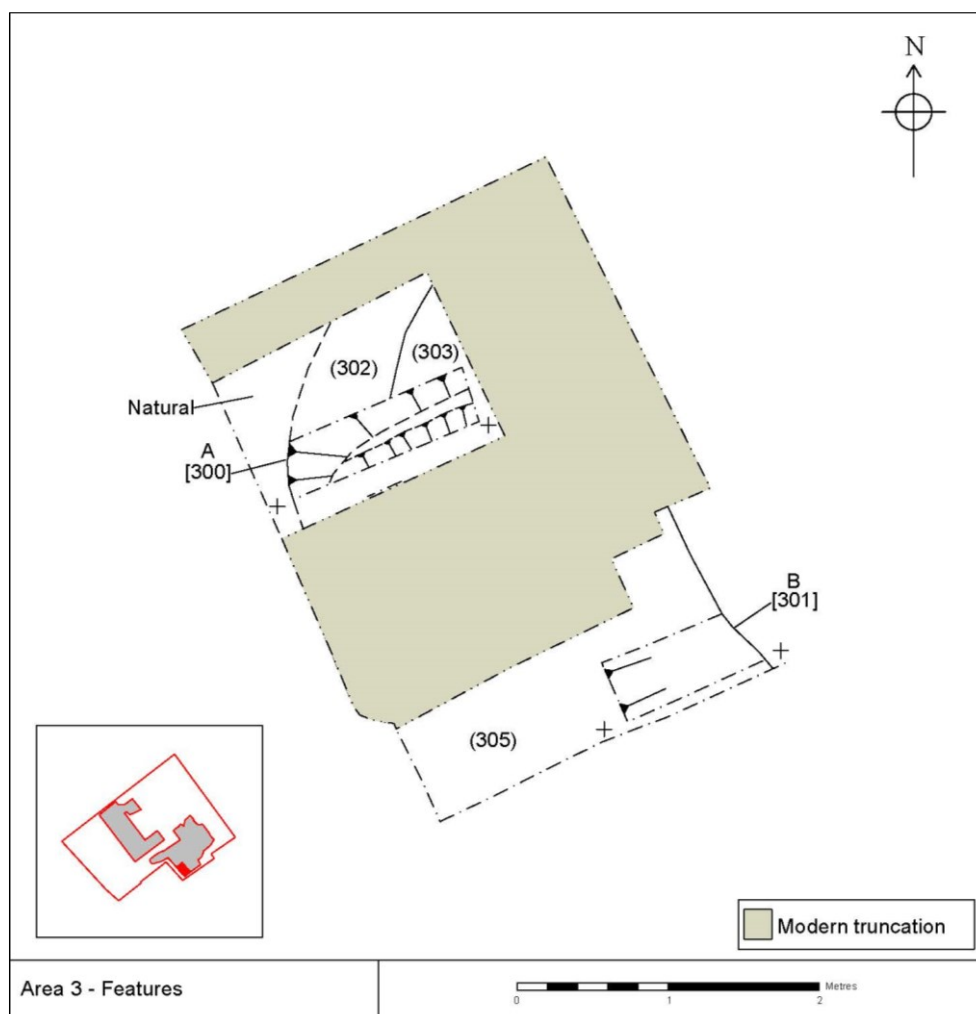 N
(302)
(303)
Natural
A
[300]
B
[301]
(305)
Modern truncation
Area 3 - Features
Metres
0 1 2